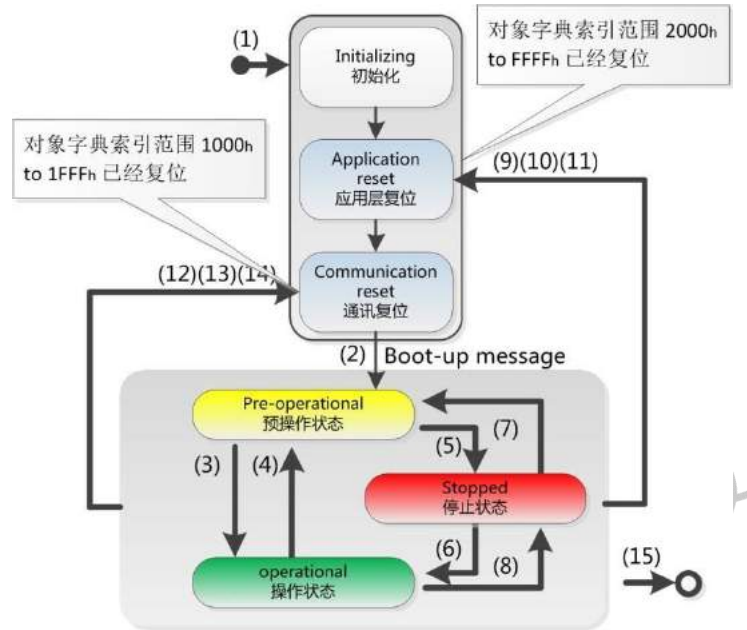 (1)
Initializing
初始化
对象字典索引范围 2000h
to FFFFh 已经复位
对象字典索引范围 1000h
to 1FFFh 已经复位
Application
reset
应用层复位
(9)(10)(11)
(12)(13)(14)
Communication
reset
通讯复位
(2)
Boot-up message
Pre-operational
预操作状态
(3)
(4)
(5)
(7)
Stopped
停止状态
(6)
(8)
operational
操作状态
(15)